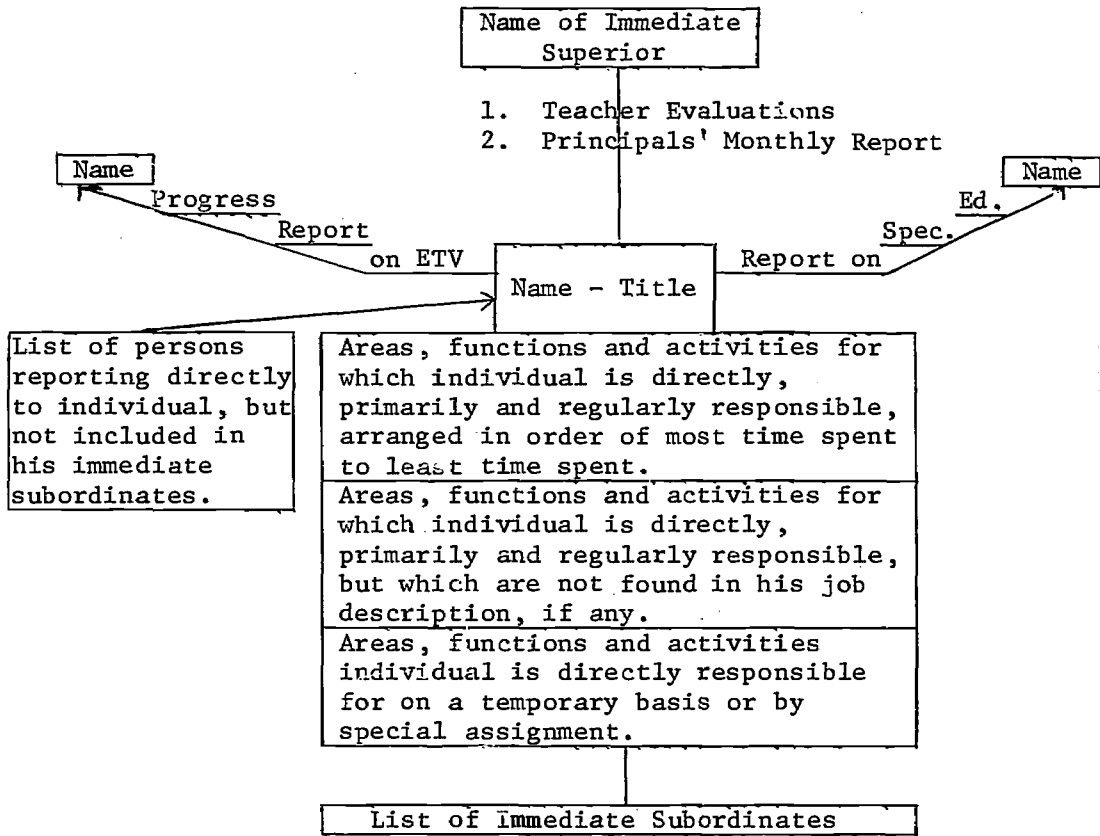 Name of Immediate
Superior
1. Teacher Evaluations
2. Principals' Monthly Report
Name
Name
Progress
Report
on ETV
Report on
Spec.
Ed.
Name - Title
List of persons
reporting directly
to individual, but
not included in
his immediate
subordinates.
Areas, functions and activities for
which individual is directly,
primarily and regularly responsible,
arranged in order of most time spent
to least time spent.
Areas, functions and activities for
which individual is directly,
primarily and regularly responsible,
but which are not found in his job
description, if any.
Areas, functions and activities
individual is directly responsible
for on a temporary basis or by
special assignment.
List of Immediate Subordinates